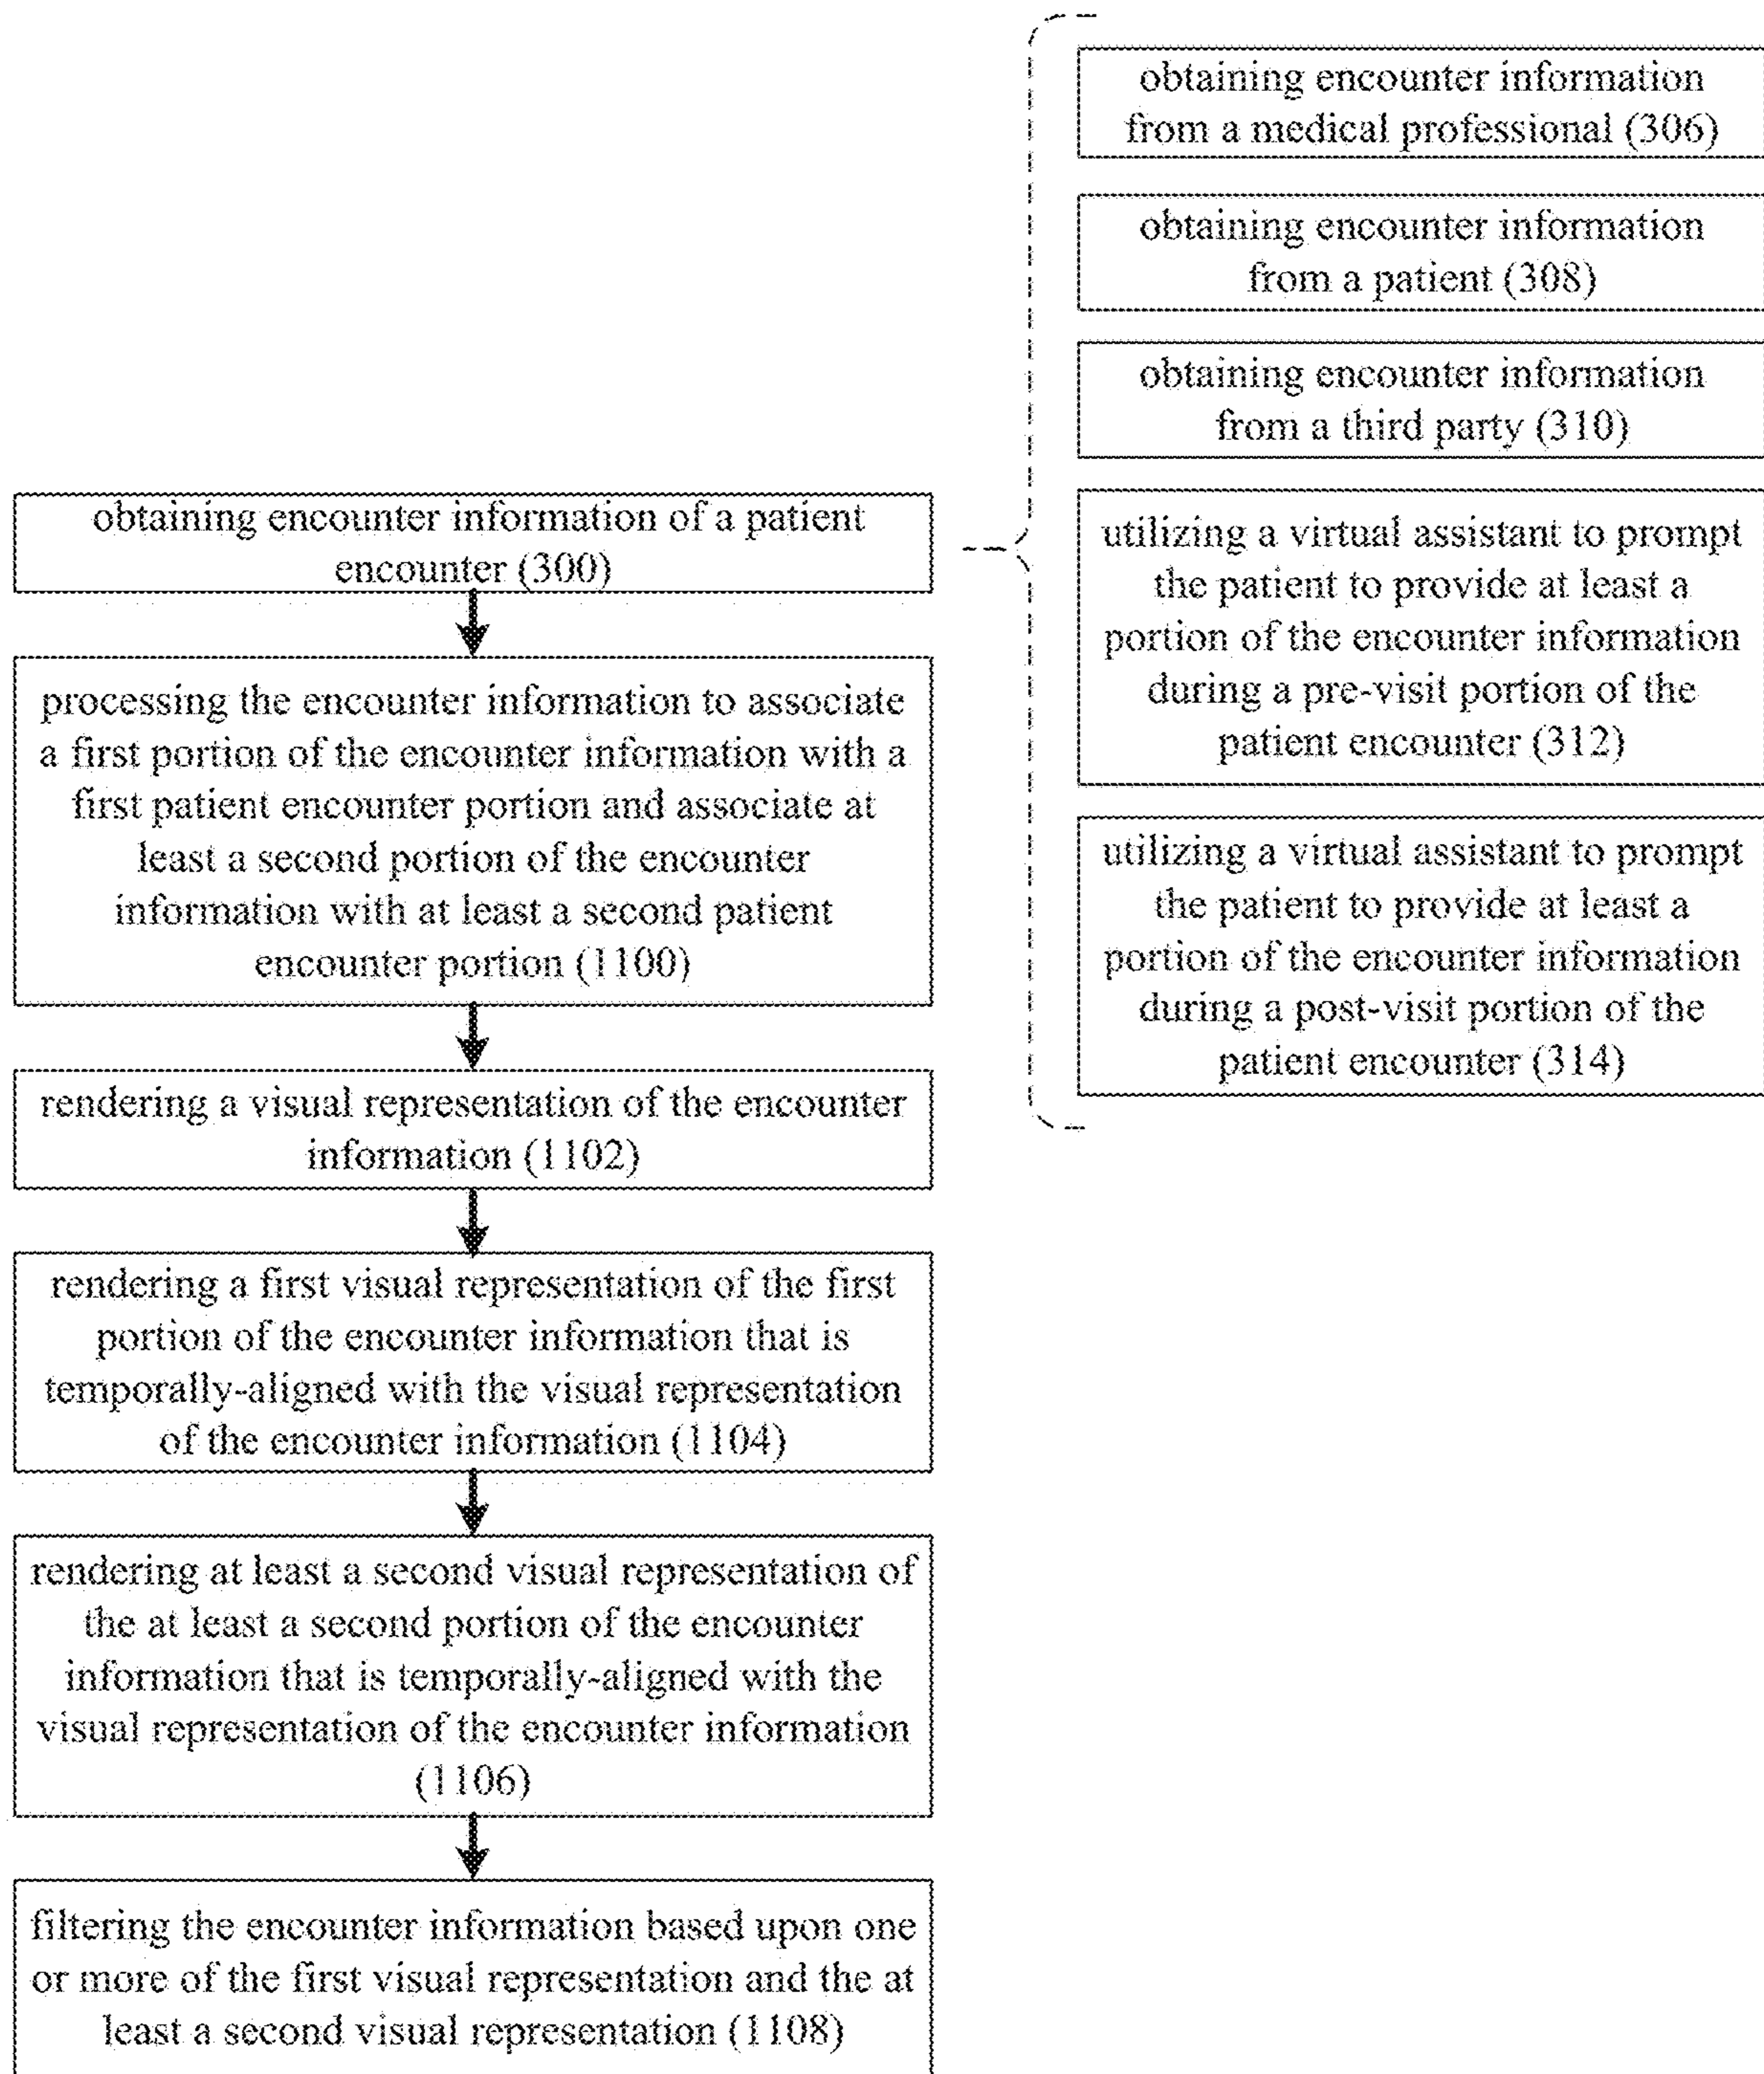 obtaining encounter information of a patient
encounter (300)
processing the encounter information to associate
a first portion of the encounter information with a
first patient encounter portion and associate at
least a second portion of the encounter
information with at least a second patient
encounter portion (1100)
rendering a visual representation of the encounter
information (1102)
rendering a first visual representation of the first
portion of the encounter information that is
temporally-aligned with the visual representation
of the encounter information (1104)
rendering at least a second visual representation of
the at least a second portion of the encounter
information that is temporally-aligned with the
visual representation of the encounter information
(1106)
filtering the encounter information based upon one
or more of the first visual representation and the at
least a second visual representation (1108)
obtaining encounter information
from a medical professional (306)
obtaining encounter information
from a patient (308)
obtaining encounter information
from a third party (310)
utilizing a virtual assistant to prompt
the patient to provide at least a
portion of the encounter information
during a pre-visit portion of the
patient encounter (312)
utilizing a virtual assistant to prompt
the patient to provide at least a
portion of the encounter information
during a post-visit portion of the
patient encounter (314)